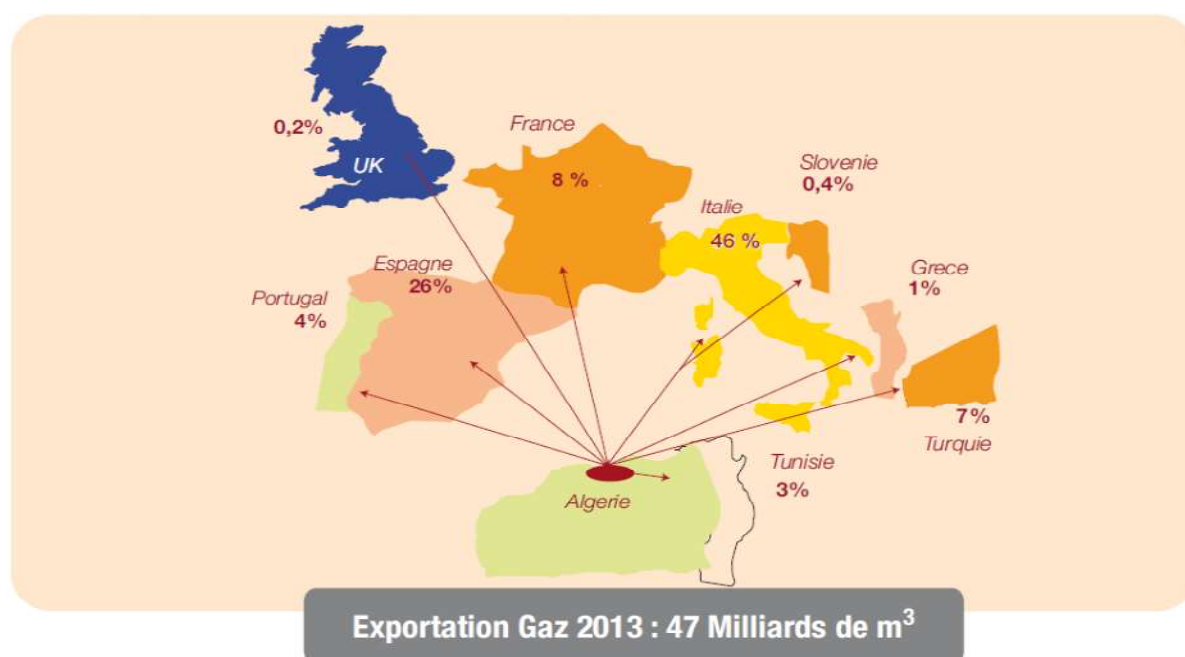 0,2%
UK
France
8 %
Slovenie
0,4%
Italie
46 %
Espagne
26%
Grece
1%
Portugal
4%
7%
Turquie
Tunisie
3%
Algerie
Exportation Gaz 2013 : 47 Milliards de m³